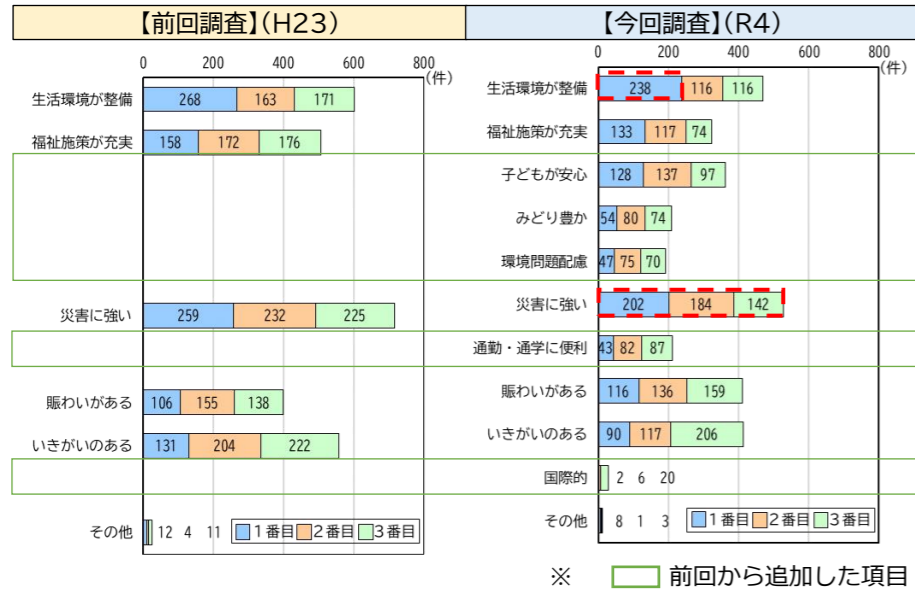 【前回調査】(H23)
【今回調査】(R4)
0 200 400 600 800
(件)
生活環境が整備 268 163 171
福祉施策が充実 158 172 176
災害に強い 259 232 225
賑わいがある 106 155 138
いきがいのある 131 204 222
その他 12 4 11
1番目 2番目 3番目
0 200 400 600 800
(件)
生活環境が整備 238 116 116
福祉施策が充実 133 117 74
子どもが安心 128 137 97
みどり豊か 54 80 74
環境問題配慮 47 75 70
災害に強い 202 184 142
通勤・通学に便利 43 82 87
賑わいがある 116 136 159
いきがいのある 90 117 206
国際的 2 6 20
その他 8 1 3
1番目 2番目 3番目
※ 前回から追加した項目